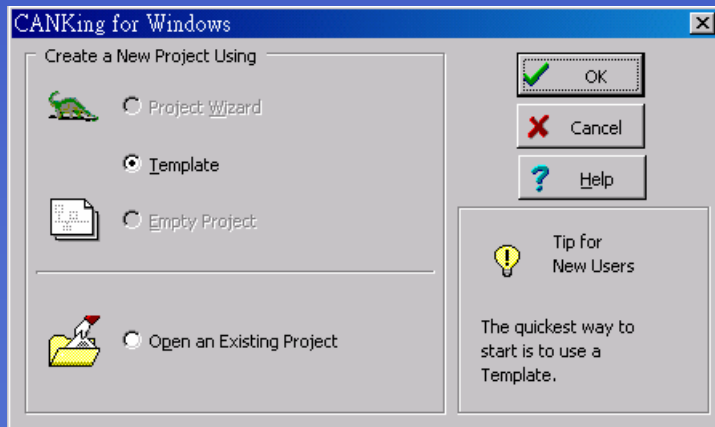 CANKing for Windows
Create a New Project Using
Project Wizard
Template
Empty Project
Open an Existing Project
OK
Cancel
Help
Tip for
New Users
The quickest way to
start is to use a
Template.